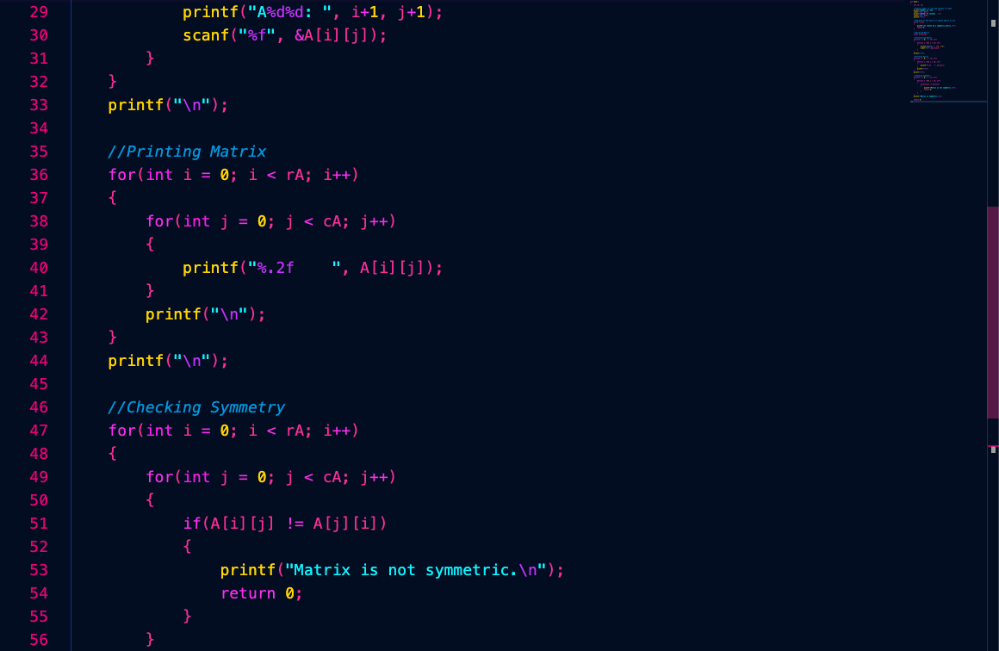 29 printf("A%d%d: ", i+1, j+1);
30 scanf("%f", &A[i][j]);
31 }
32 }
33 printf("\n");
34
35 //Printing Matrix
36 for(int i = 0; i < rA; i++)
37 {
38 for(int j = 0; j < cA; j++)
39 {
40 printf("%.2f    ", A[i][j]);
41 }
42 printf("\n");
43 }
44 printf("\n");
45
46 //Checking Symmetry
47 for(int i = 0; i < rA; i++)
48 {
49 for(int j = 0; j < cA; j++)
50 {
51 if(A[i][j] != A[j][i])
52 {
53 printf("Matrix is not symmetric.\n");
54 return 0;
55 }
56 }